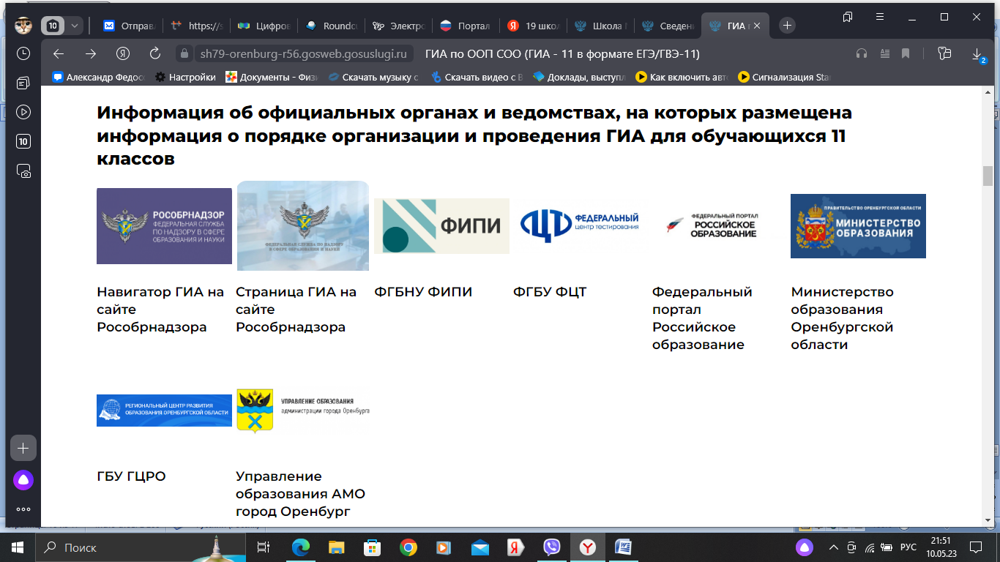 10
Отправл
https://s
Цифров
Roundcu
Электро
Портал
19 школ
Школа №
Сведени
ГИА п
sh79-orenburg-r56.gosweb.gosuslugi.ru
ГИА по ООП СОО (ГИА - 11 в формате ЕГЭ/ГВЭ-11)
2
Александр Федос
Настройки
Документы - Физи
Скачать музыку с
Скачать видео с В
Доклады, выступл
Как включить авт
Сигнализация Star
10
Информация об официальных органах и ведомствах, на которых размещена
информация о порядке организации и проведения ГИА для обучающихся 11
классов
РОСОБРНАДЗОР
ФЕДЕРАЛЬНАЯ СЛУЖБА
ПО НАДЗОРУ В СФЕРЕ
ОБРАЗОВАНИЯ И НАУКИ
ФЕДЕРАЛЬНАЯ СЛУЖБА ПО НАДЗОРУ
В СФЕРЕ ОБРАЗОВАНИЯ И НАУКИ
ФИПИ
ФЕДЕРАЛЬНЫЙ
центр тестирования
ФЕДЕРАЛЬНЫЙ ПОРТАЛ
РОССИЙСКОЕ
ОБРАЗОВАНИЕ
ПРАВИТЕЛЬСТВО ОРЕНБУРГСКОЙ ОБЛАСТИ
МИНИСТЕРСТВО
ОБРАЗОВАНИЯ
Навигатор ГИА на
сайте
Рособрнадзора
Страница ГИА на
сайте
Рособрнадзора
ФГБНУ ФИПИ
ФГБУ ФЦТ
Федеральный
портал
Российское
образование
Министерство
образования
Оренбургской
области
РЕГИОНАЛЬНЫЙ ЦЕНТР РАЗВИТИЯ
ОБРАЗОВАНИЯ ОРЕНБУРГСКОЙ ОБЛАСТИ
УПРАВЛЕНИЕ ОБРАЗОВАНИЯ
администрации города Оренбурга
ГБУ ГЦРО
Управление
образования АМО
город Оренбург
Поиск
РУС
21:51
10.05.23